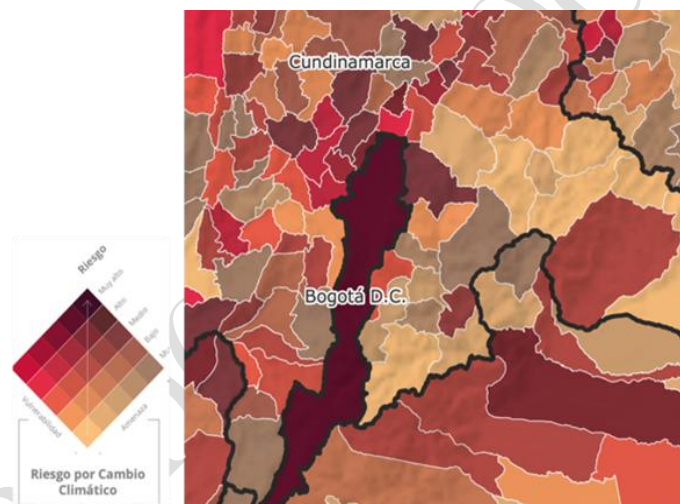 Cundinamarca
Bogotá D.C.
Riesgo
Muy alto
Alto
Medio
Bajo
Vulnerabilidad
Amenaza
Riesgo por Cambio
Climático